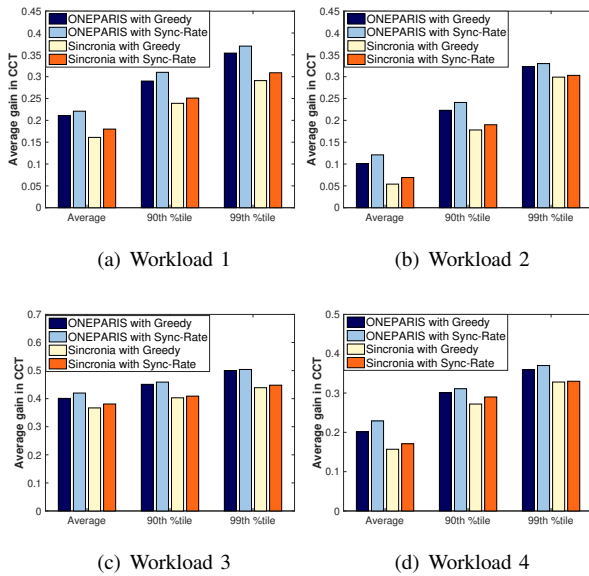 0.45
0.4
0.35
0.3
0.25
0.2
0.15
0.1
0.05
0
Average gain in CCT
ONEPARIS with Greedy
ONEPARIS with Sync-Rate
Sincronia with Greedy
Sincronia with Sync-Rate
Average 90th %tile 99th %tile
(a) Workload 1
0.45
0.4
0.35
0.3
0.25
0.2
0.15
0.1
0.05
0
Average gain in CCT
ONEPARIS with Greedy
ONEPARIS with Sync-Rate
Sincronia with Greedy
Sincronia with Sync-Rate
Average 90th %tile 99th %tile
(b) Workload 2
0.7
0.6
0.5
0.4
0.3
0.2
0.1
0
Average gain in CCT
ONEPARIS with Greedy
ONEPARIS with Sync-Rate
Sincronia with Greedy
Sincronia with Sync-Rate
Average 90th %tile 99th %tile
(c) Workload 3
0.5
0.4
0.3
0.2
0.1
0
Average gain in CCT
ONEPARIS with Greedy
ONEPARIS with Sync-Rate
Sincronia with Greedy
Sincronia with Sync-Rate
Average 90th %tile 99th %tile
(d) Workload 4